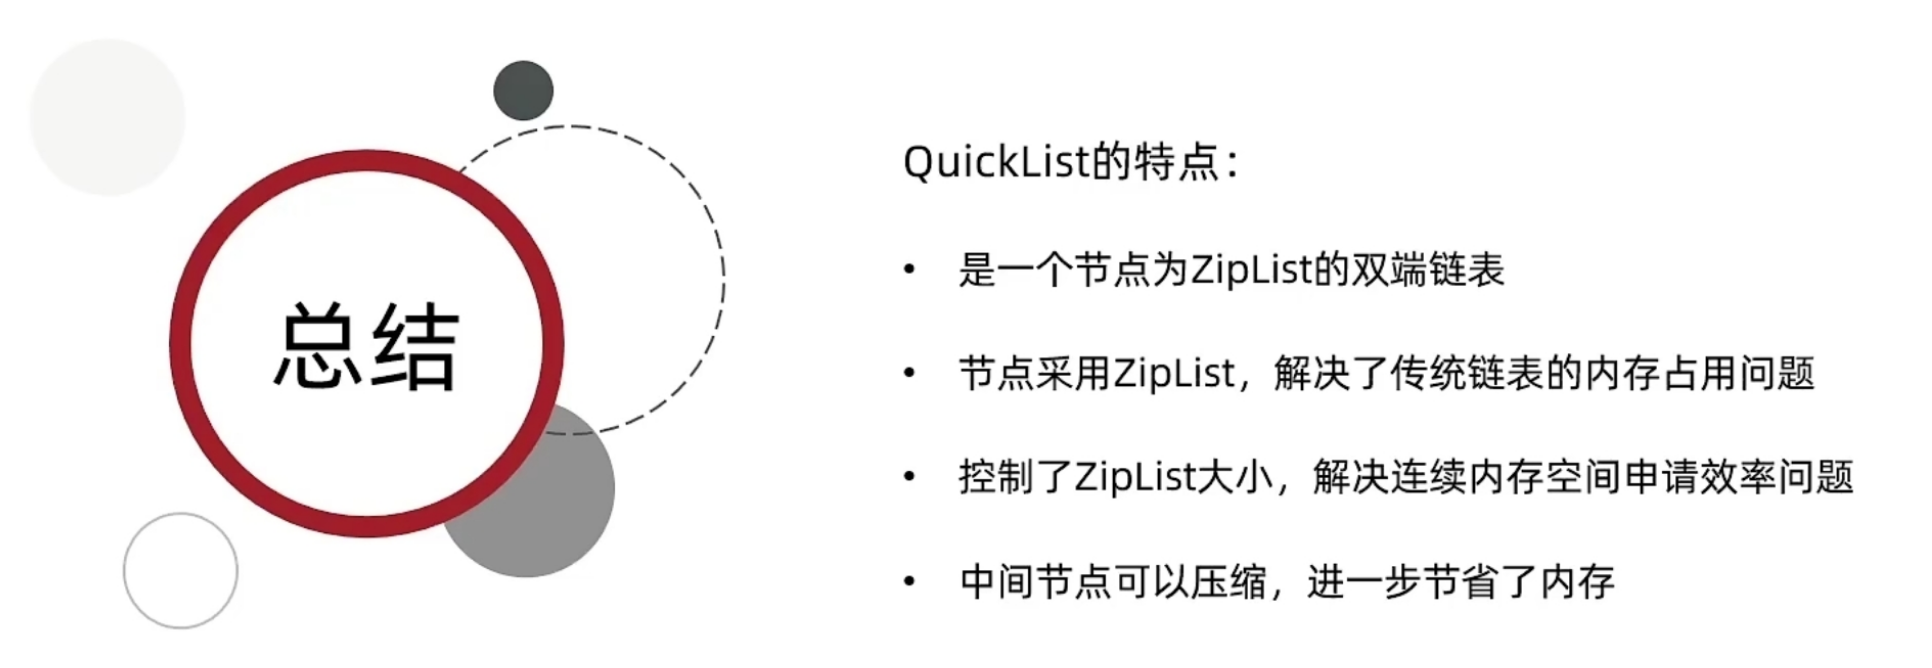 总结
QuickList的特点：
• 是一个节点为ZipList的双端链表
• 节点采用ZipList，解决了传统链表的内存占用问题
• 控制了ZipList大小，解决连续内存空间申请效率问题
• 中间节点可以压缩，进一步节省了内存